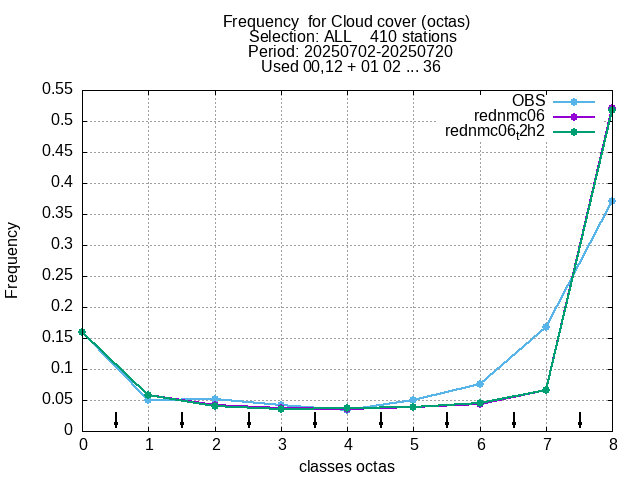 Frequency  for Cloud cover (octas)
Selection: ALL    410 stations
Period: 20250702-20250720
Used 00,12 + 01 02 ... 36
OBS
rednmc06
rednmc06,t2h2
0.55
0.5
0.45
0.4
0.35
0.3
0.25
0.2
0.15
0.1
0.05
0
Frequency
0 1 2 3 4 5 6 7 8
classes octas